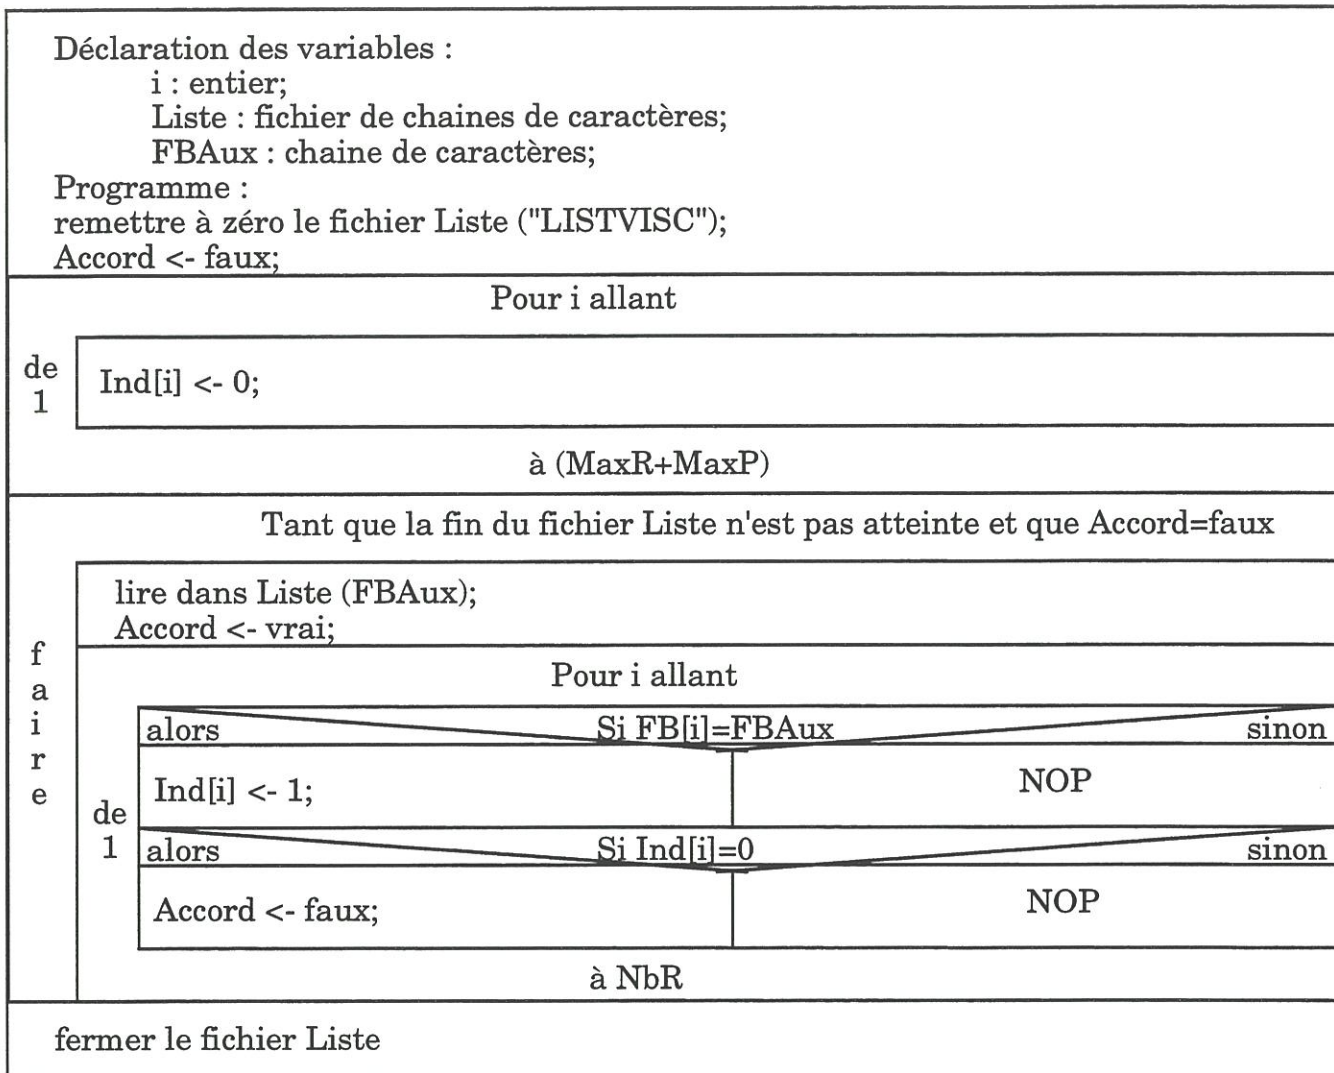 Déclaration des variables :
i : entier;
Liste : fichier de chaines de caractères;
FBAux : chaine de caractères;
Programme :
remettre à zéro le fichier Liste ("LISTVISC");
Accord <- faux;
Pour i allant
de
1
Ind[i] <- 0;
à (MaxR+MaxP)
Tant que la fin du fichier Liste n'est pas atteinte et que Accord=faux
faire
lire dans Liste (FBAux);
Accord <- vrai;
Pour i allant
de
1
alors Si FB[i]=FBAux sinon
Ind[i] <- 1; NOP
alors Si Ind[i]=0 sinon
Accord <- faux; NOP
à NbR
fermer le fichier Liste